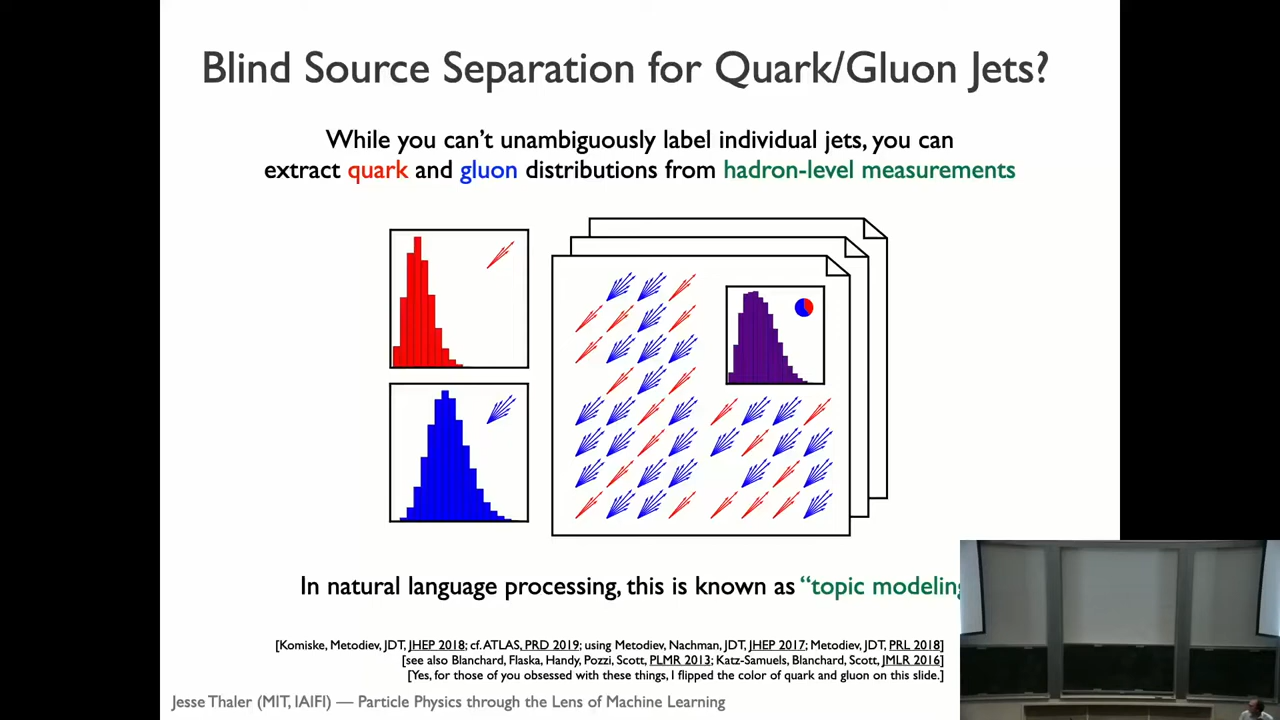 Blind Source Separation for Quark/Gluon Jets?
While you can't unambiguously label individual jets, you can
extract quark and gluon distributions from hadron-level measurements
In natural language processing, this is known as “topic modeling
[Komiske, Metodiev, JDT, JHEP 2018; cf. ATLAS, PRD 2019; using Metodiev, Nachman, JDT, JHEP 2017; Metodiev, JDT, PRL 2018]
[see also Blanchard, Flaska, Handy, Pozzi, Scott, PLMR 2013; Katz-Samuels, Blanchard, Scott, JMLR 2016]
[Yes, for those of you obsessed with these things, I flipped the color of quark and gluon on this slide.]
Jesse Thaler (MIT, IAIFI) — Particle Physics through the Lens of Machine Learning